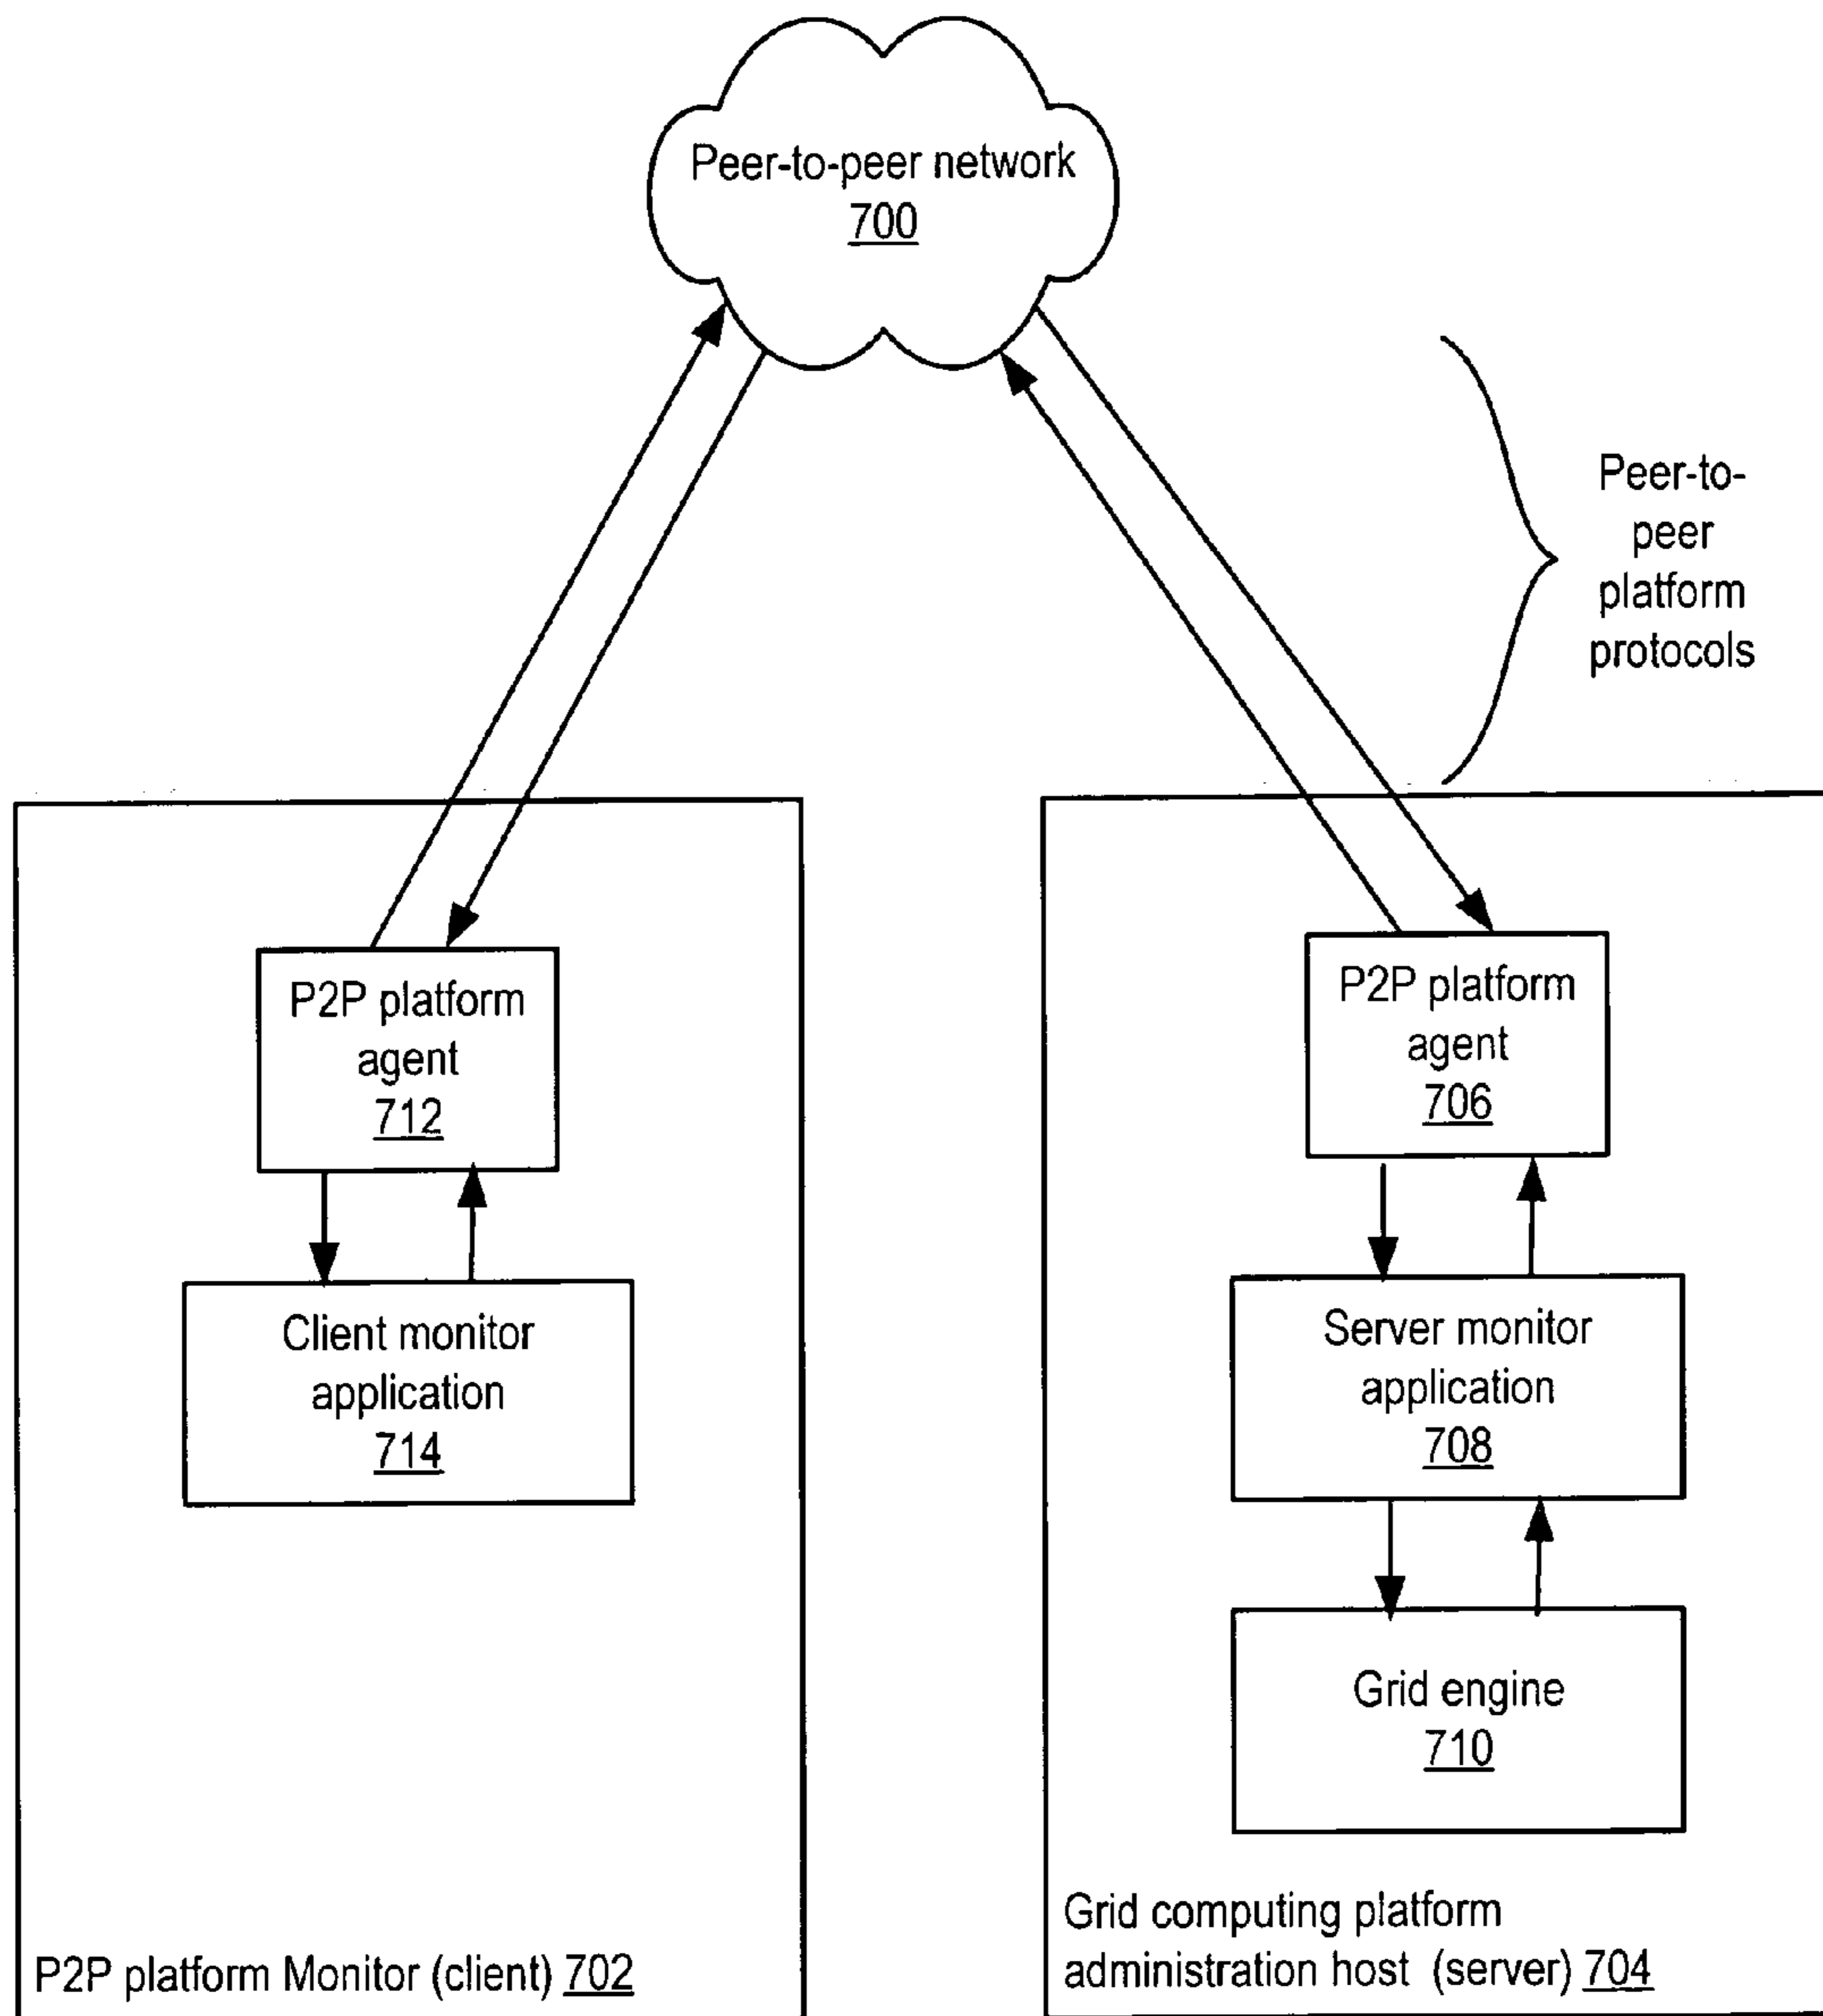 Peer-to-peer network
700
Peer-to-
peer
platform
protocols
P2P platform
agent
712
Client monitor
application
714
P2P platform Monitor (client) 702
P2P platform
agent
706
Server monitor
application
708
Grid engine
710
Grid computing platform
administration host (server) 704